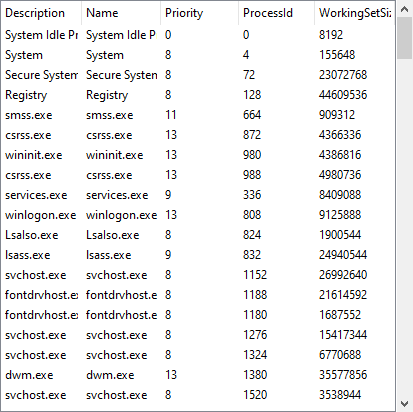 Description Name Priority ProcessId WorkingSetSiz
System Idle Pr System Idle P 0 0 8192
System System 8 4 155648
Secure System Secure System 8 72 23072768
Registry Registry 8 128 44609536
smss.exe smss.exe 11 664 909312
csrss.exe csrss.exe 13 872 4366336
wininit.exe wininit.exe 13 980 4386816
csrss.exe csrss.exe 13 988 4980736
services.exe services.exe 9 336 8409088
winlogon.exe winlogon.exe 13 808 9125888
LsaIso.exe LsaIso.exe 8 824 1900544
lsass.exe lsass.exe 9 832 24940544
svchost.exe svchost.exe 8 1152 26992640
fontdrvhost.ex fontdrvhost.e 8 1188 21614592
fontdrvhost.ex fontdrvhost.e 8 1180 1687552
svchost.exe svchost.exe 8 1276 15417344
svchost.exe svchost.exe 8 1324 6770688
dwm.exe dwm.exe 13 1380 35577856
svchost.exe svchost.exe 8 1520 3538944